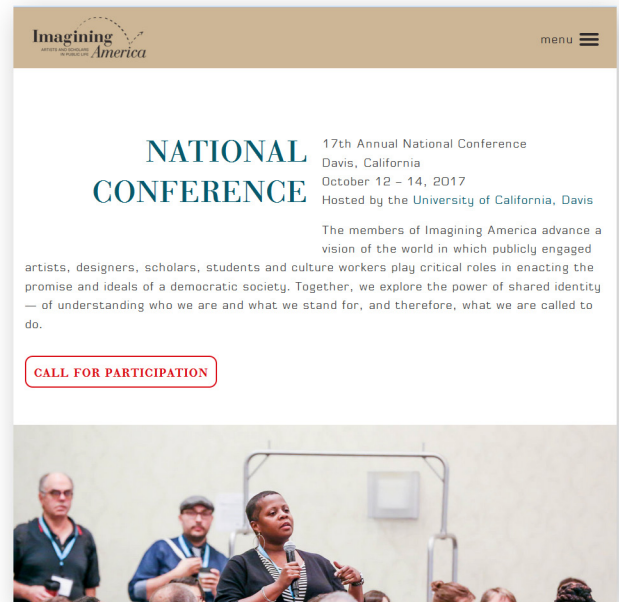 Imagining
ARTISTS AND SCHOLARS
IN PUBLIC LIFE
America
menu
NATIONAL
CONFERENCE
17th Annual National Conference
Davis, California
October 12 – 14, 2017
Hosted by the University of California, Davis
The members of Imagining America advance a
vision of the world in which publicly engaged
artists, designers, scholars, students and culture workers play critical roles in enacting the
promise and ideals of a democratic society. Together, we explore the power of shared identity
— of understanding who we are and what we stand for, and therefore, what we are called to
do.
CALL FOR PARTICIPATION